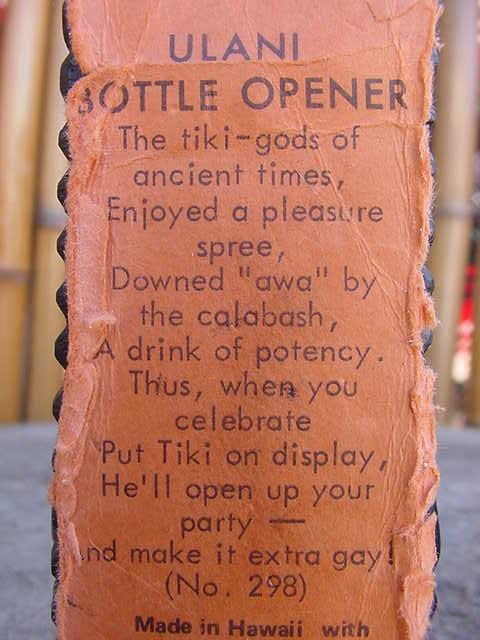 ULANI
BOTTLE OPENER
The tiki-gods of
ancient times,
Enjoyed a pleasure
spree,
Downed "awa" by
the calabash,
A drink of potency.
Thus, when you
celebrate
Put Tiki on display,
He'll open up your
party —
And make it extra gay!
(No. 298)
Made in Hawaii with